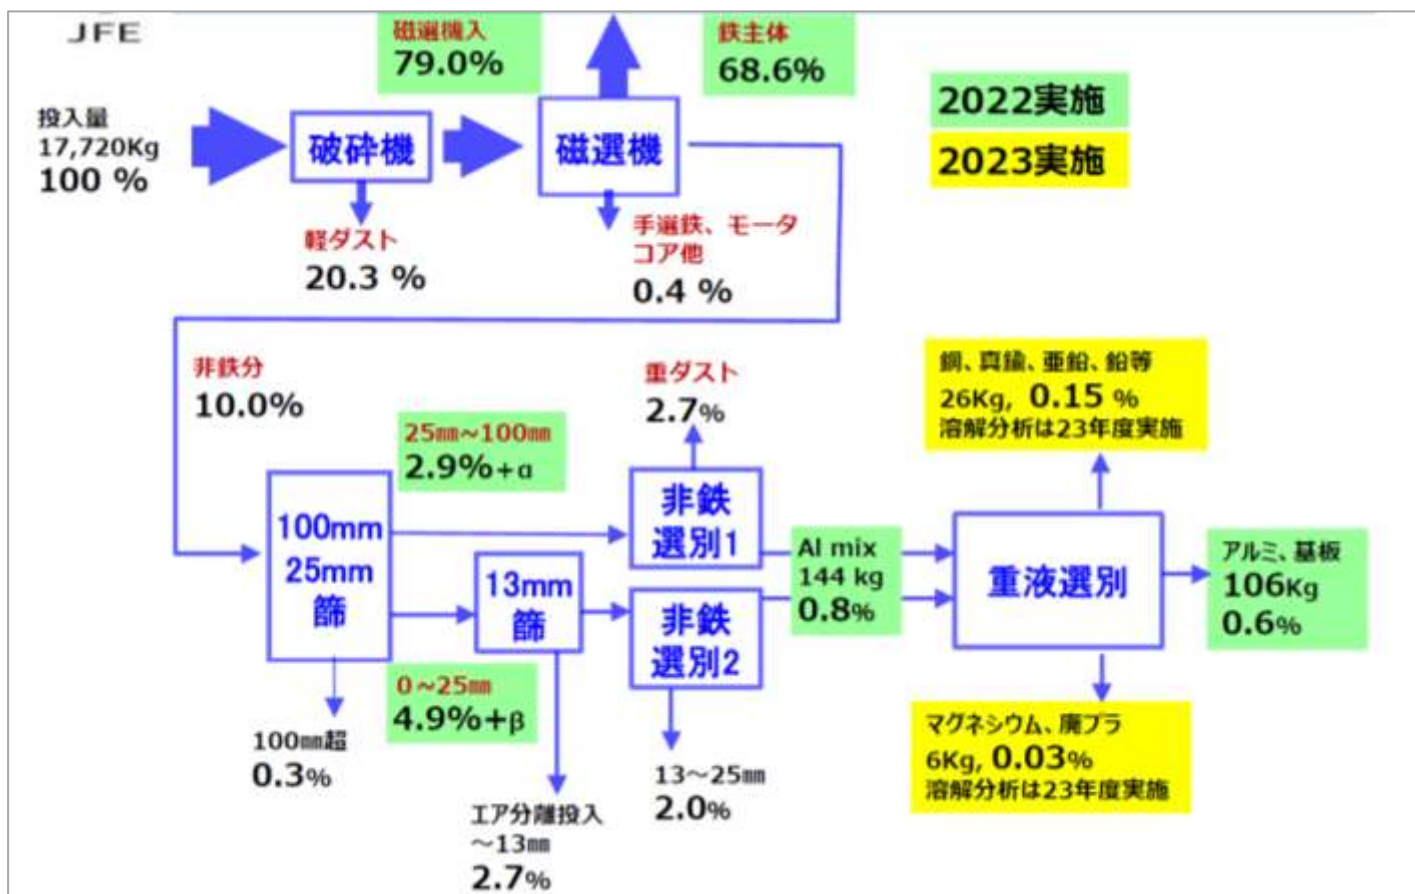 JFE
磁選機入
79.0%
鉄主体
68.6%
2022実施
2023実施
投入量
17,720Kg
100 %
破砕機
磁選機
軽ダスト
20.3 %
手選鉄、モータ
コア他
0.4 %
非鉄分
10.0%
25㎜~100㎜
2.9%+α
重ダスト
2.7%
銅、真鍮、亜鉛、鉛等
26Kg, 0.15 %
溶解分析は23年度実施
100mm
25mm
篩
13mm
篩
非鉄
選別1
非鉄
選別2
Al mix
144 kg
0.8%
重液選別
アルミ、基板
106Kg
0.6%
0~25㎜
4.9%+β
100㎜超
0.3%
エア分離投入
~13㎜
2.7%
13~25㎜
2.0%
マグネシウム、廃プラ
6Kg, 0.03%
溶解分析は23年度実施